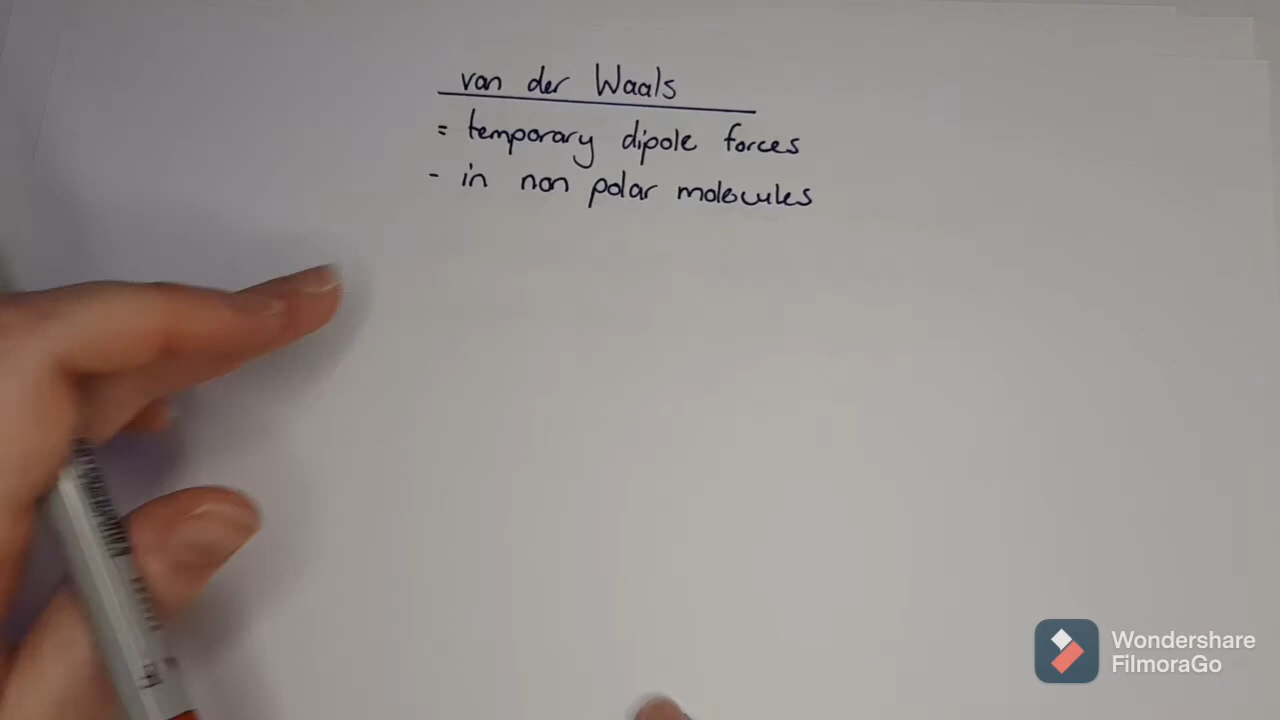 van der Waals
= temporary dipole forces
- in non polar molecules
Wondershare
FilmoraGo